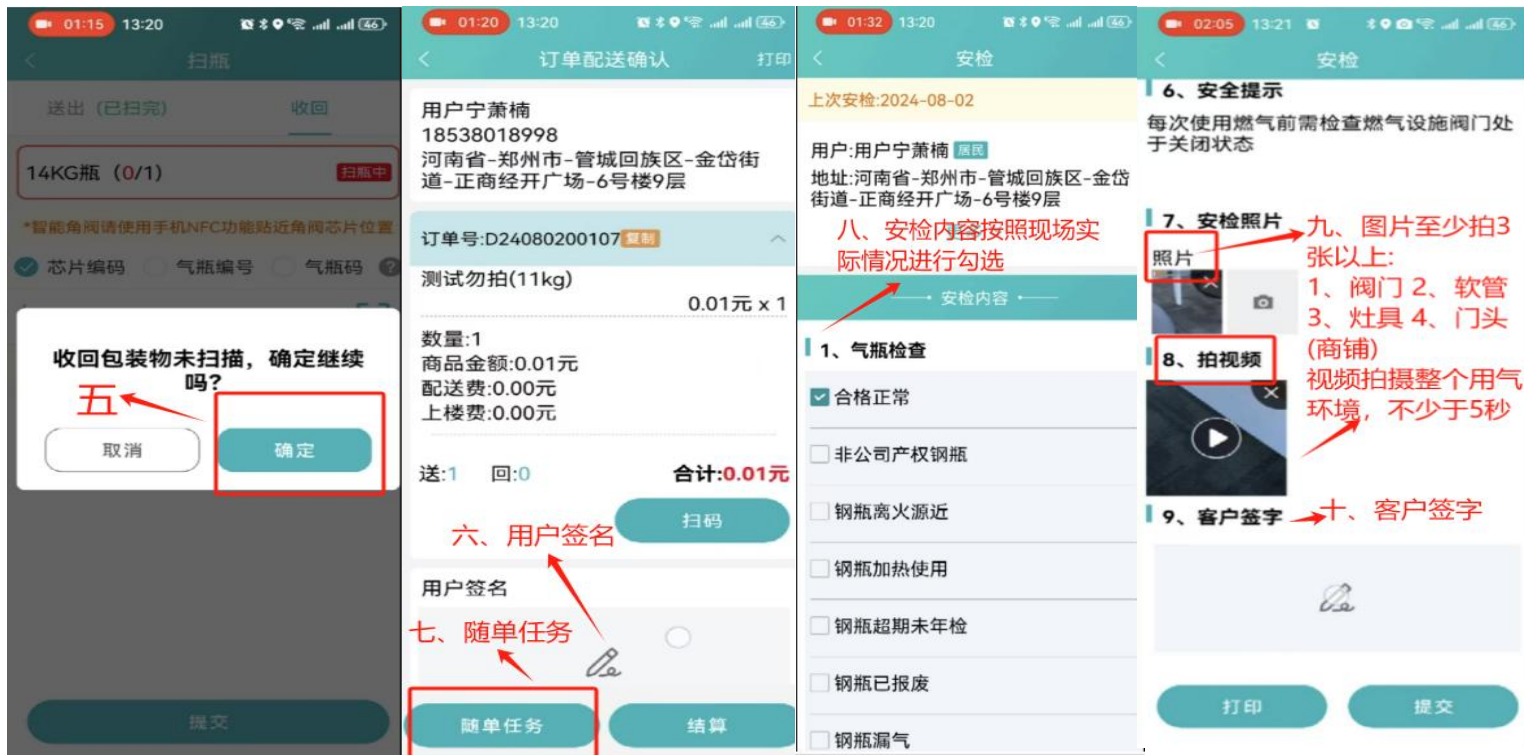 01:15 13:20 46
扫瓶
送出（已扫完） 收回
14KG瓶（0/1） 扫瓶中
*智能角阀请使用手机NFC功能贴近角阀芯片位置
芯片编码 气瓶编号 气瓶码 ?
收回包装物未扫描，确定继续
吗?
五
取消 确定
提交
01:20 13:20 46
订单配送确认 打印
用户宁萧楠
18538018998
河南省-郑州市-管城回族区-金岱街
道-正商经开广场-6号楼9层
订单号:D24080200107 复制
测试勿拍(11kg)
0.01元 x 1
数量:1
商品金额:0.01元
配送费:0.00元
上楼费:0.00元
送:1 回:0 合计:0.01元
扫码
六、用户签名
用户签名
七、随单任务
随单任务 结算
01:32 13:20 46
安检
上次安检:2024-08-02
用户:用户宁萧楠 居民
地址:河南省-郑州市-管城回族区-金岱
街道-正商经开广场-6号楼9层
八、安检内容按照现场实
际情况进行勾选
安检内容
1、气瓶检查
合格正常
非公司产权钢瓶
钢瓶离火源近
钢瓶加热使用
钢瓶超期未年检
钢瓶已报废
钢瓶漏气
02:05 13:21 46
安检
6、安全提示
每次使用燃气前需检查燃气设施阀门处
于关闭状态
7、安检照片
照片
九、图片至少拍3
张以上:
1、阀门 2、软管
3、灶具 4、门头
(商铺)
视频拍摄整个用气
环境，不少于5秒
8、拍视频
9、客户签字
十、客户签字
打印 提交